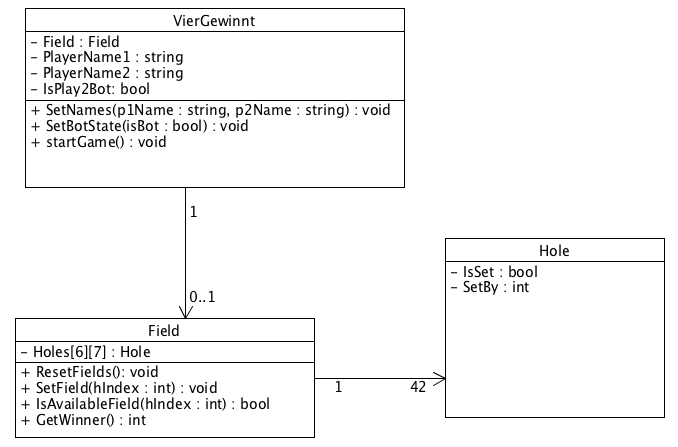 VierGewinnt
- Field : Field
- PlayerName1 : string
- PlayerName2 : string
- IsPlay2Bot: bool
+ SetNames(p1Name : string, p2Name : string) : void
+ SetBotState(isBot : bool) : void
+ startGame() : void
1
0..1
Field
- Holes[6][7] : Hole
+ ResetFields(): void
+ SetField(hIndex : int) : void
+ IsAvailableField(hIndex : int) : bool
+ GetWinner() : int
1
42
Hole
- IsSet : bool
- SetBy : int